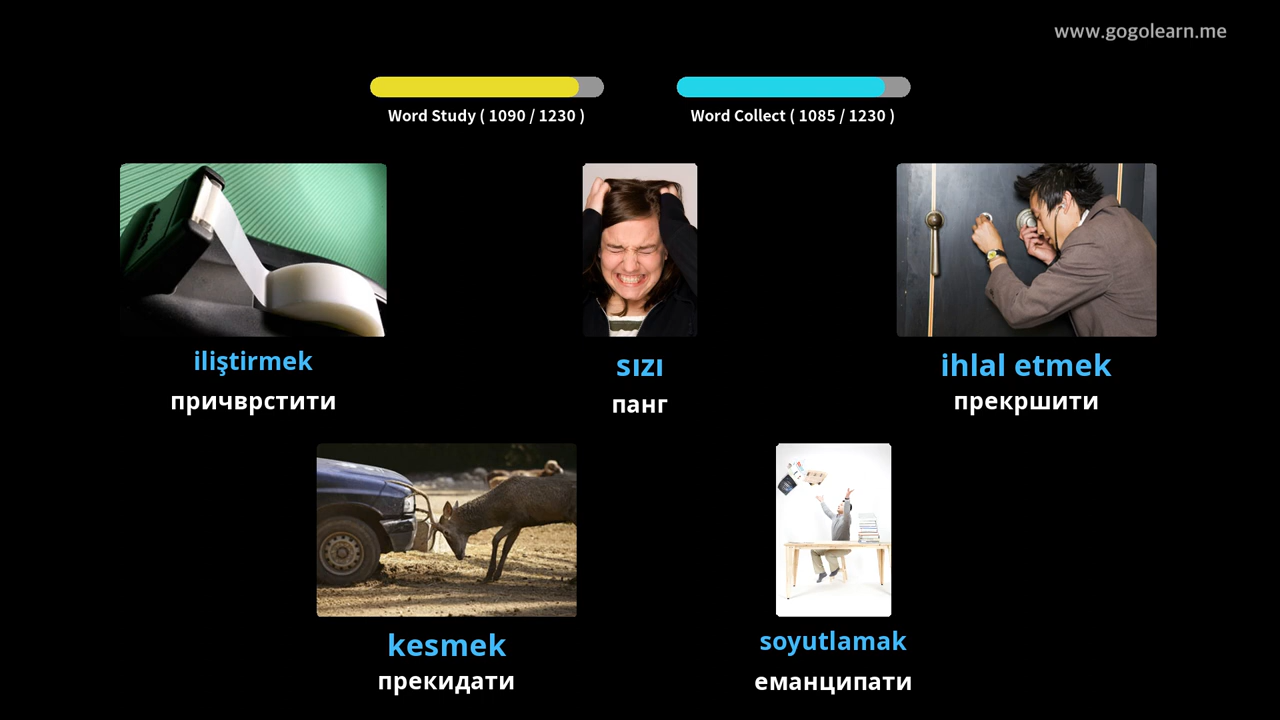 www.gogolearn.me
Word Study ( 1090 / 1230 )
Word Collect ( 1085 / 1230 )
iliştirmek
причврстити
sızı
панг
ihlal etmek
прекршити
kesmek
прекидати
soyutlamak
еманципати